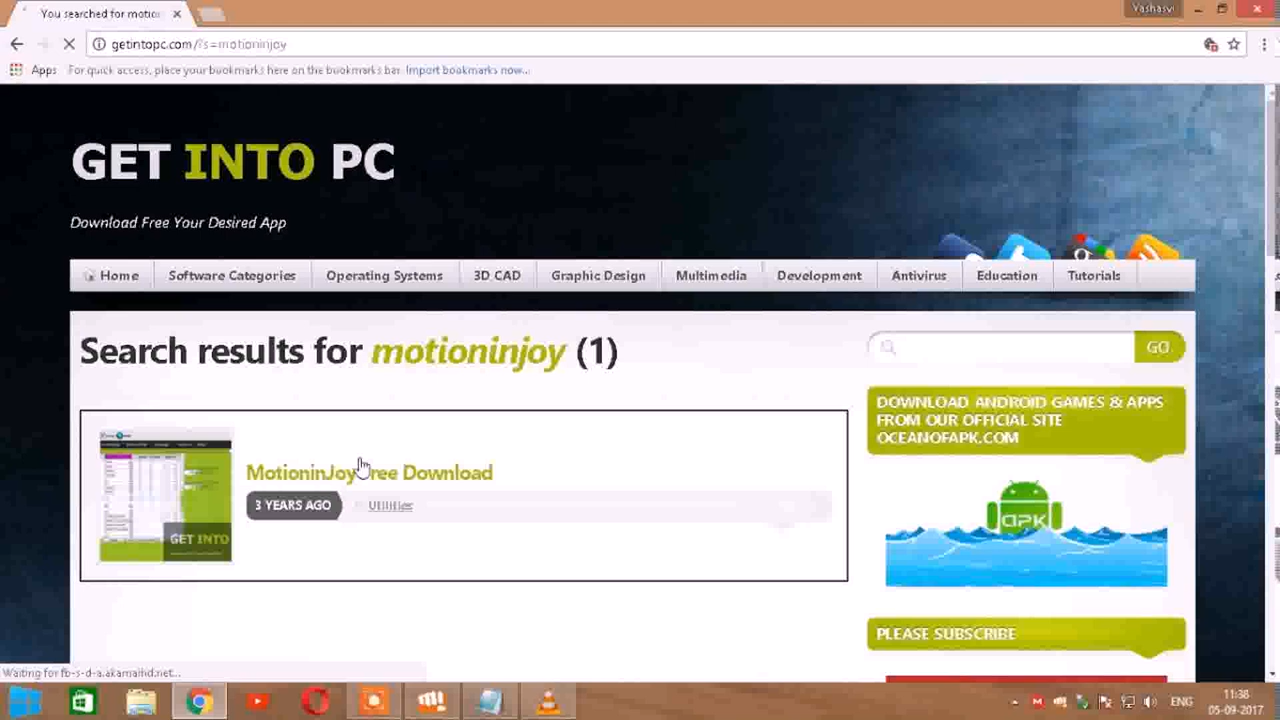 You searched for motio
Yashasvi
getintopc.com/?s=motioninjoy
Apps For quick access, place your bookmarks here on the bookmarks bar. Import bookmarks now...
GET INTO PC
Download Free Your Desired App
Home Software Categories Operating Systems 3D CAD Graphic Design Multimedia Development Antivirus Education Tutorials
Search results for motioninjoy (1)
GO
MotioninJoy Free Download
3 YEARS AGO Utilities
GET INTO
DOWNLOAD ANDROID GAMES & APPS
FROM OUR OFFICIAL SITE
OCEANOFAPK.COM
APK
PLEASE SUBSCRIBE
Waiting for fb-s-d-a.akamaihd.net...
ENG
11:38
05-09-2017